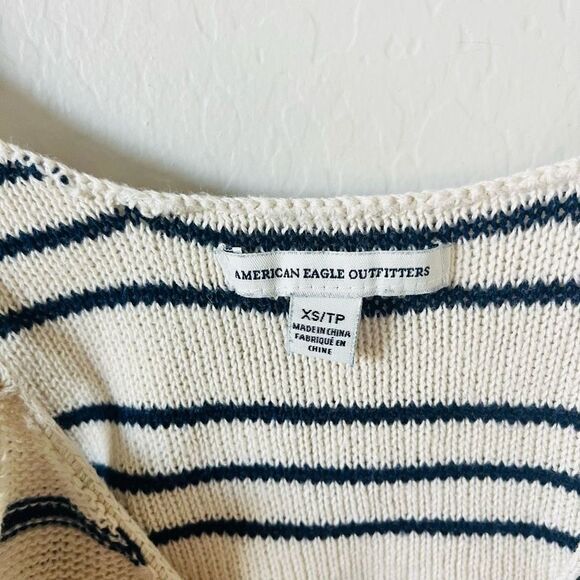 AMERICAN EAGLE OUTFITTERS
XS/TP
MADE IN CHINA
FABRIQUÉ EN
CHINE